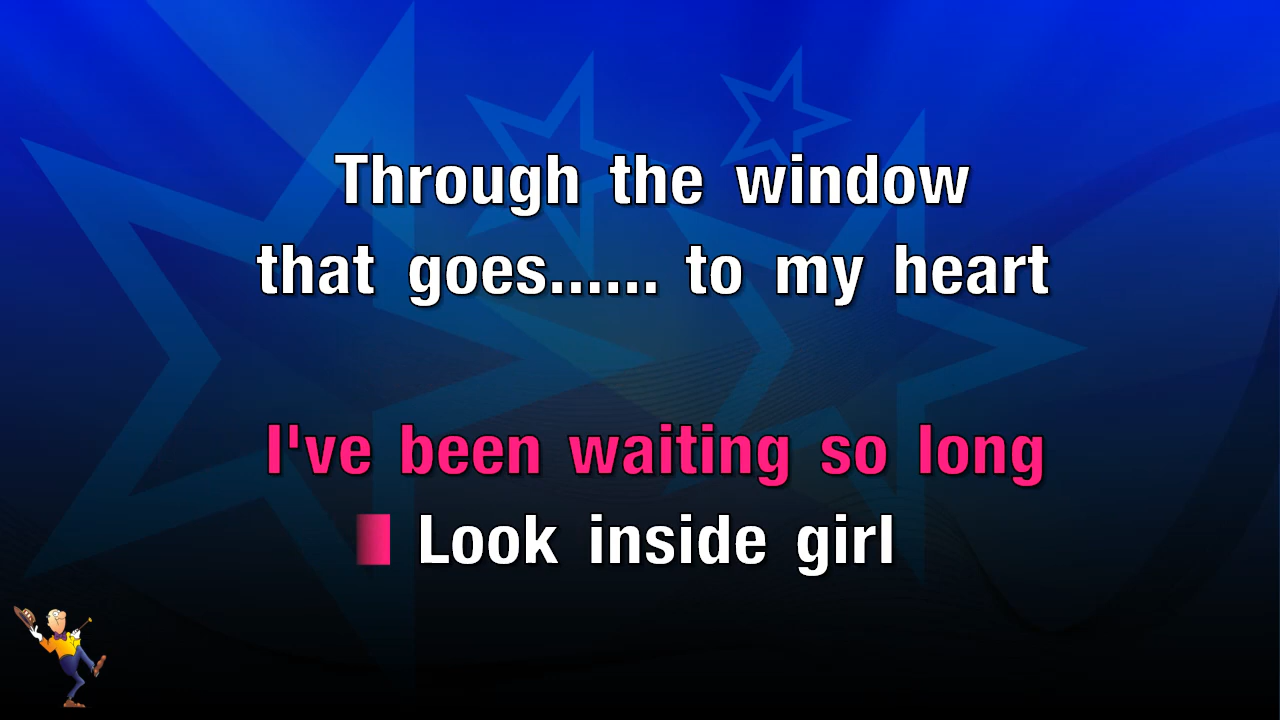 Through the window
that goes...... to my heart
I've been waiting so long
Look inside girl